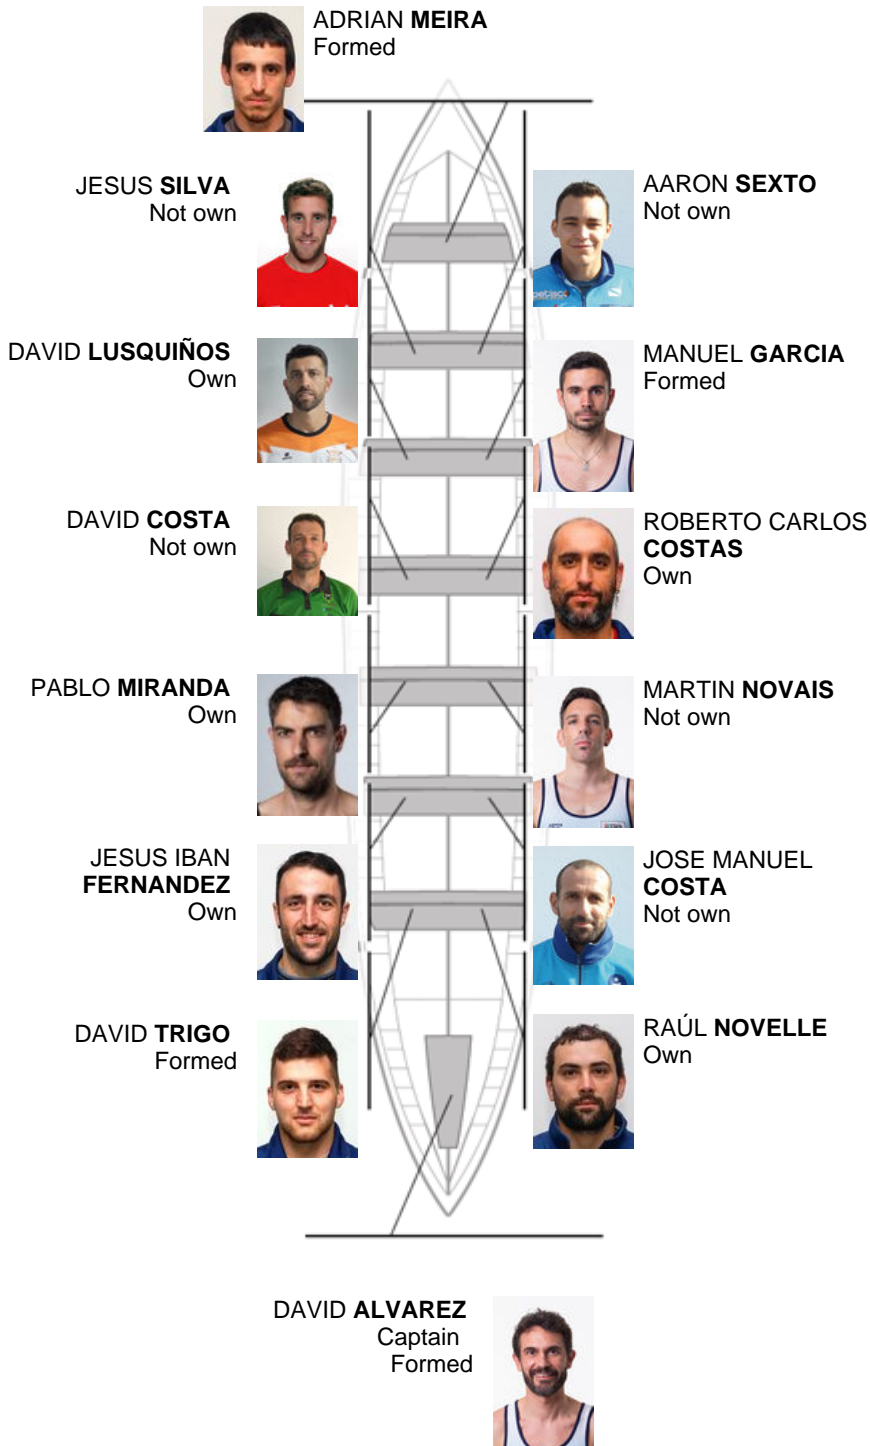 ADRIAN MEIRA
Formed
JESUS SILVA
Not own
AARON SEXTO
Not own
DAVID LUSQUIÑOS
Own
MANUEL GARCIA
Formed
DAVID COSTA
Not own
ROBERTO CARLOS
COSTAS
Own
PABLO MIRANDA
Own
MARTIN NOVAIS
Not own
JESUS IBAN
FERNANDEZ
Own
JOSE MANUEL
COSTA
Not own
DAVID TRIGO
Formed
RAÚL NOVELLE
Own
DAVID ALVAREZ
Captain
Formed